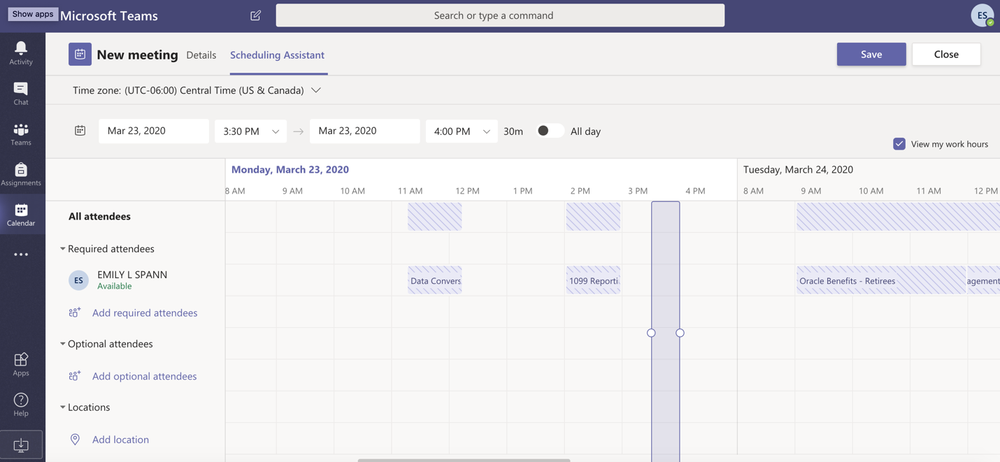 Show apps
Microsoft Teams
Search or type a command
ES
Activity
Chat
Teams
Assignments
Calendar
Apps
Help
New meeting Details Scheduling Assistant
Save Close
Time zone: (UTC-06:00) Central Time (US & Canada)
Mar 23, 2020 3:30 PM → Mar 23, 2020 4:00 PM 30m All day
View my work hours
Monday, March 23, 2020 Tuesday, March 24, 2020
8 AM 9 AM 10 AM 11 AM 12 PM 1 PM 2 PM 3 PM 4 PM 8 AM 9 AM 10 AM 11 AM 12 PM
All attendees
Required attendees
ES EMILY L SPANN
Available
Data Convers 1099 Reporti. Oracle Benefits - Retirees agement
Add required attendees
Optional attendees
Add optional attendees
Locations
Add location